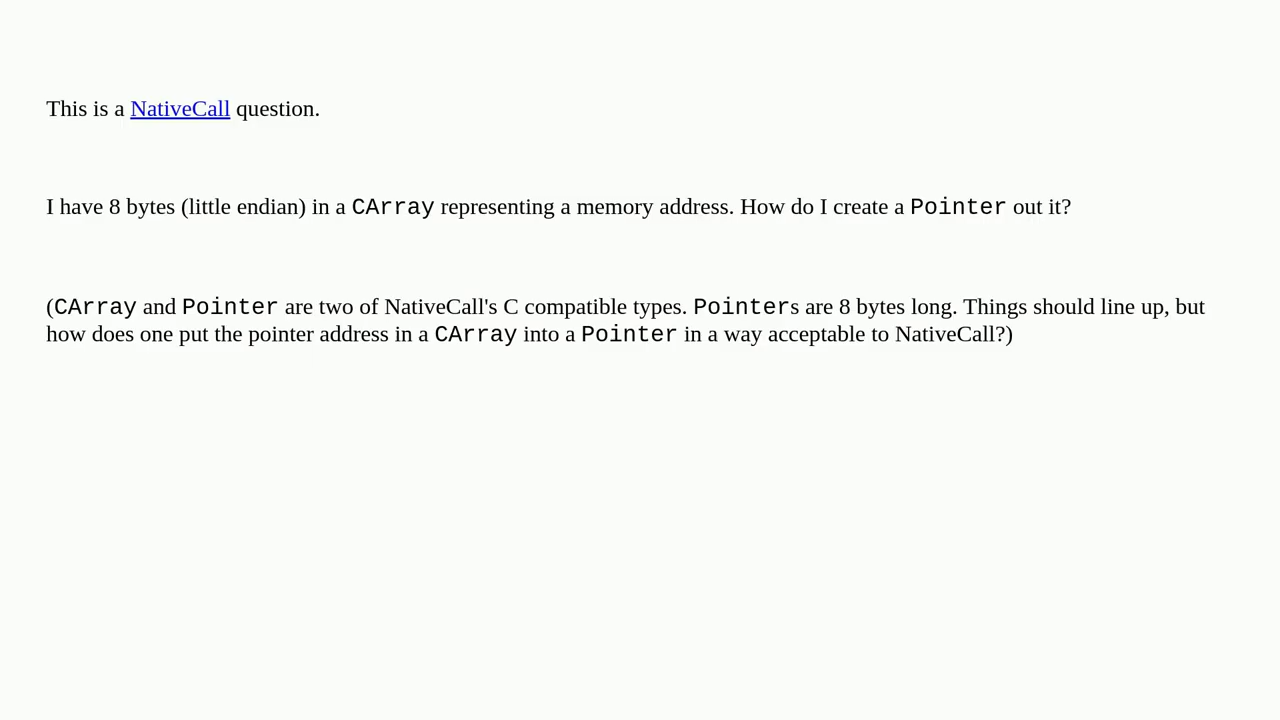 This is a NativeCall question.
I have 8 bytes (little endian) in a CArray representing a memory address. How do I create a Pointer out it?
(CArray and Pointer are two of NativeCall's C compatible types. Pointers are 8 bytes long. Things should line up, but
how does one put the pointer address in a CArray into a Pointer in a way acceptable to NativeCall?)